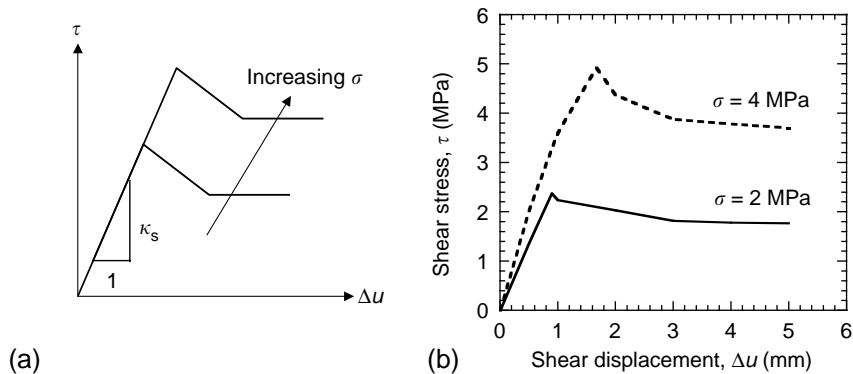 τ
Increasing σ
κs
1
Δu
(a)
Shear stress, τ (MPa)
6
5
4
3
2
1
0
σ = 4 MPa
σ = 2 MPa
0 1 2 3 4 5 6
Shear displacement, Δu (mm)
(b)